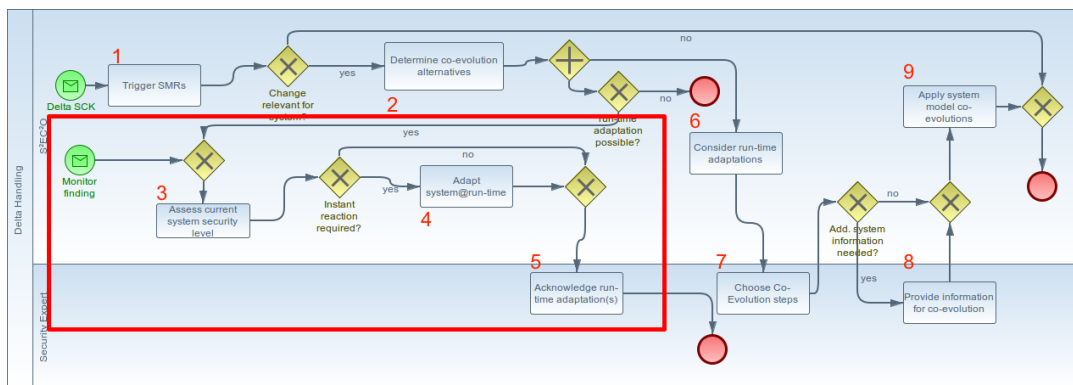 Delta Handling
S²EC²O
Security Expert
Delta SCK
1
Trigger SMRs
Change
relevant for
system?
yes
no
Determine co-evolution
alternatives
2
run-time
adaptation
possible?
no
yes
Monitor
finding
3
Assess current
system security
level
Instant
reaction
required?
no
yes
Adapt
system@run-time
4
5
Acknowledge run-
time adaptation(s)
6
Consider run-time
adaptations
7
Choose Co-
Evolution steps
Add. system
information
needed?
no
yes
8
Provide information
for co-evolution
9
Apply system
model co-
evolutions